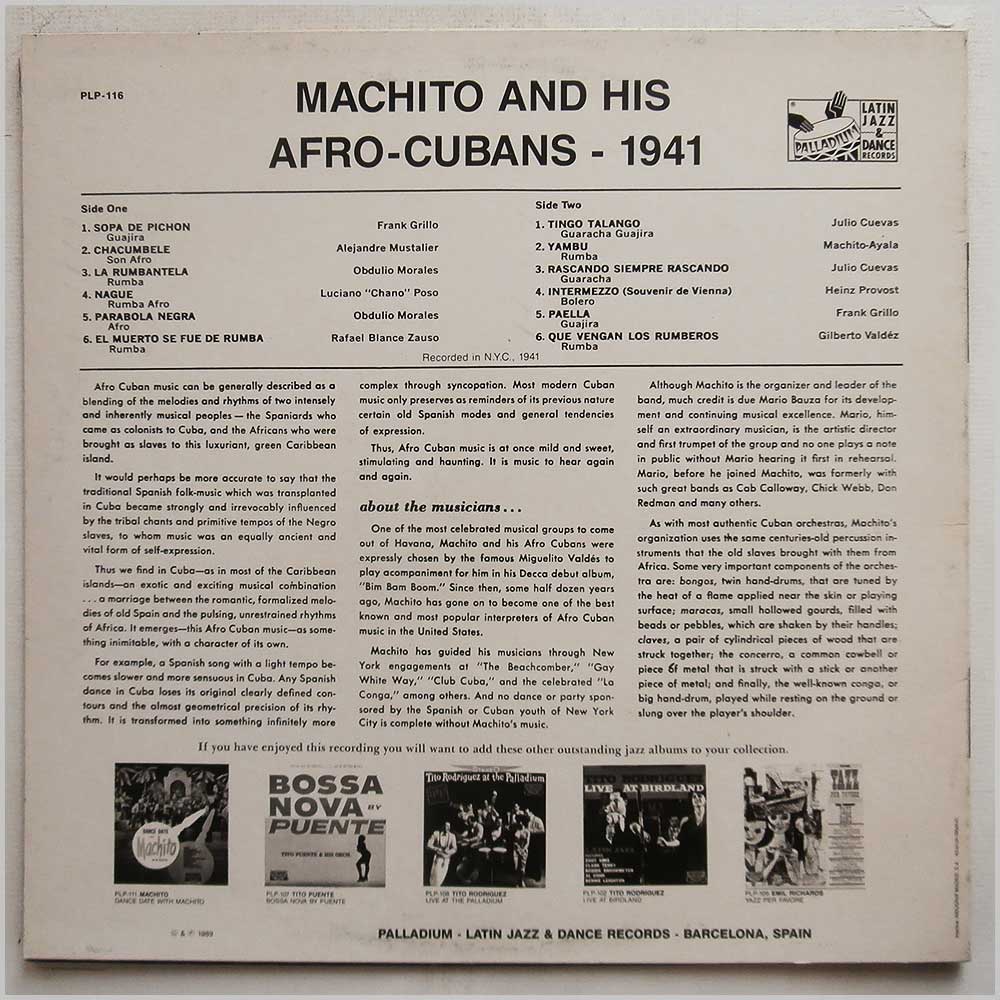 PLP-116
MACHITO AND HIS
AFRO-CUBANS - 1941
PALLADIUM
LATIN
JAZZ
&
DANCE
RECORDS
Side One
1. SOPA DE PICHON Frank Grillo
Guajira
2. CHACUMBELE Alejandre Mustalier
Son Afro
3. LA RUMBANTELA Obdulio Morales
Rumba
4. NAGUE Luciano "Chano" Poso
Rumba Afro
5. PARABOLA NEGRA Obdulio Morales
Afro
6. EL MUERTO SE FUE DE RUMBA Rafael Blance Zauso
Rumba
Side Two
1. TINGO TALANGO Julio Cuevas
Guaracha Guajira
2. YAMBU Machito-Ayala
Rumba
3. RASCANDO SIEMPRE RASCANDO Julio Cuevas
Guaracha
4. INTERMEZZO (Souvenir de Vienna) Heinz Provost
Bolero
5. PAELLA Frank Grillo
Guajira
6. QUE VENGAN LOS RUMBEROS Gilberto Valdéz
Rumba
Recorded in N.Y.C., 1941
Afro Cuban music can be generally described as a
blending of the melodies and rhythms of two intensely
and inherently musical peoples — the Spaniards who
came as colonists to Cuba, and the Africans who were
brought as slaves to this luxuriant, green Caribbean
island.
It would perhaps be more accurate to say that the
traditional Spanish folk-music which was transplanted
in Cuba became strongly and irrevocably influenced
by the tribal chants and primitive tempos of the Negro
slaves, to whom music was an equally ancient and
vital form of self-expression.
Thus we find in Cuba—as in most of the Caribbean
islands—an exotic and exciting musical combination
. . . a marriage between the romantic, formalized melo-
dies of old Spain and the pulsing, unrestrained rhythms
of Africa. It emerges—this Afro Cuban music—as some-
thing inimitable, with a character of its own.
For example, a Spanish song with a light tempo be-
comes slower and more sensuous in Cuba. Any Spanish
dance in Cuba loses its original clearly defined con-
tours and the almost geometrical precision of its rhy-
thm. It is transformed into something infinitely more
complex through syncopation. Most modern Cuban
music only preserves as reminders of its previous nature
certain old Spanish modes and general tendencies
of expression.
Thus, Afro Cuban music is at once mild and sweet,
stimulating and haunting. It is music to hear again
and again.
about the musicians...
One of the most celebrated musical groups to come
out of Havana, Machito and his Afro Cubans were
expressly chosen by the famous Miguelito Valdés to
play acompaniment for him in his Decca debut album,
"Bim Bam Boom." Since then, some half dozen years
ago, Machito has gone on to become one of the best
known and most popular interpreters of Afro Cuban
music in the United States.
Machito has guided his musicians through New
York engagements at "The Beachcomber," "Gay
White Way," "Club Cuba," and the celebrated "La
Conga," among others. And no dance or party spon-
sored by the Spanish or Cuban youth of New York
City is complete without Machito's music.
Although Machito is the organizer and leader of the
band, much credit is due Mario Bauza for its develop-
ment and continuing musical excellence. Mario, him-
self an extraordinary musician, is the artistic director
and first trumpet of the group and no one plays a note
in public without Mario hearing it first in rehearsal.
Mario, before he joined Machito, was formerly with
such great bands as Cab Calloway, Chick Webb, Don
Redman and many others.
As with most authentic Cuban orchestras, Machito's
organization uses the same centuries-old percussion in-
struments that the old slaves brought with them from
Africa. Some very important components of the orches-
tra are: bongos, twin hand-drums, that are tuned by
the heat of a flame applied near the skin or playing
surface; maracas, small hollowed gourds, filled with
beads or pebbles, which are shaken by their handles;
claves, a pair of cylindrical pieces of wood that are
struck together; the concerro, a common cowbell or
piece of metal that is struck with a stick or another
piece of metal; and finally, the well-known conga, or
big hand-drum, played while resting on the ground or
slung over the player's shoulder.
If you have enjoyed this recording you will want to add these other outstanding jazz albums to your collection.
DANCE DATE
Machito
BOSSA
NOVA BY
PUENTE
TITO PUENTE & HIS ORCH.
Tito Rodriguez at the Palladium
TITO RODRIGUEZ
LIVE AT BIRDLAND
LATIN JAZZ
ZOOT SIMS
CLARK TERRY
BOBBY BROOKMEYER
AL COHN
BERNIE LEIGHTON
YAZZ
PER FAVORE
PLP-111 MACHITO
DANCE DATE WITH MACHITO
PLP-107 TITO PUENTE
BOSSA NOVA BY PUENTE
PLP-108 TITO RODRIGUEZ
LIVE AT THE PALLADIUM
PLP-102 TITO RODRIGUEZ
LIVE AT BIRDLAND
PLP-105 EMIL RICHARDS
YAZZ PER FAVORE
© & ℗ 1989
PALLADIUM - LATIN JAZZ & DANCE RECORDS - BARCELONA, SPAIN